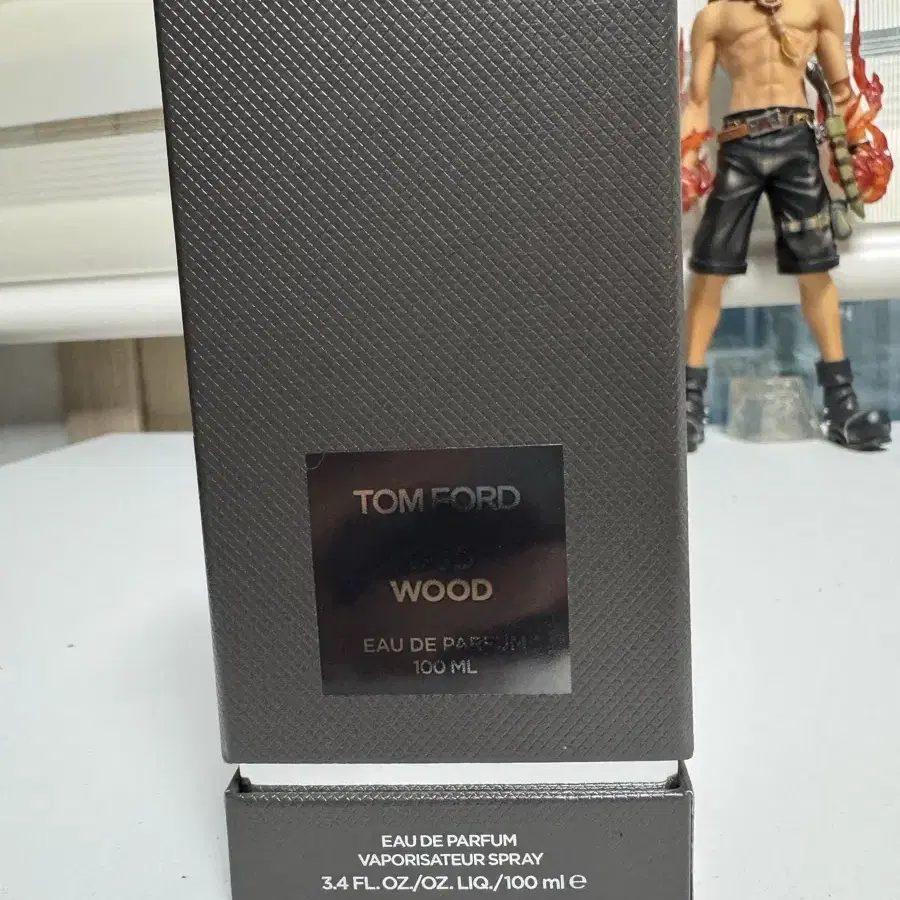 TOM FORD
WOOD
EAU DE PARFUM
100 ML
EAU DE PARFUM
VAPORISATEUR SPRAY
3.4 FL. OZ./OZ. LIQ./100 ml ℮